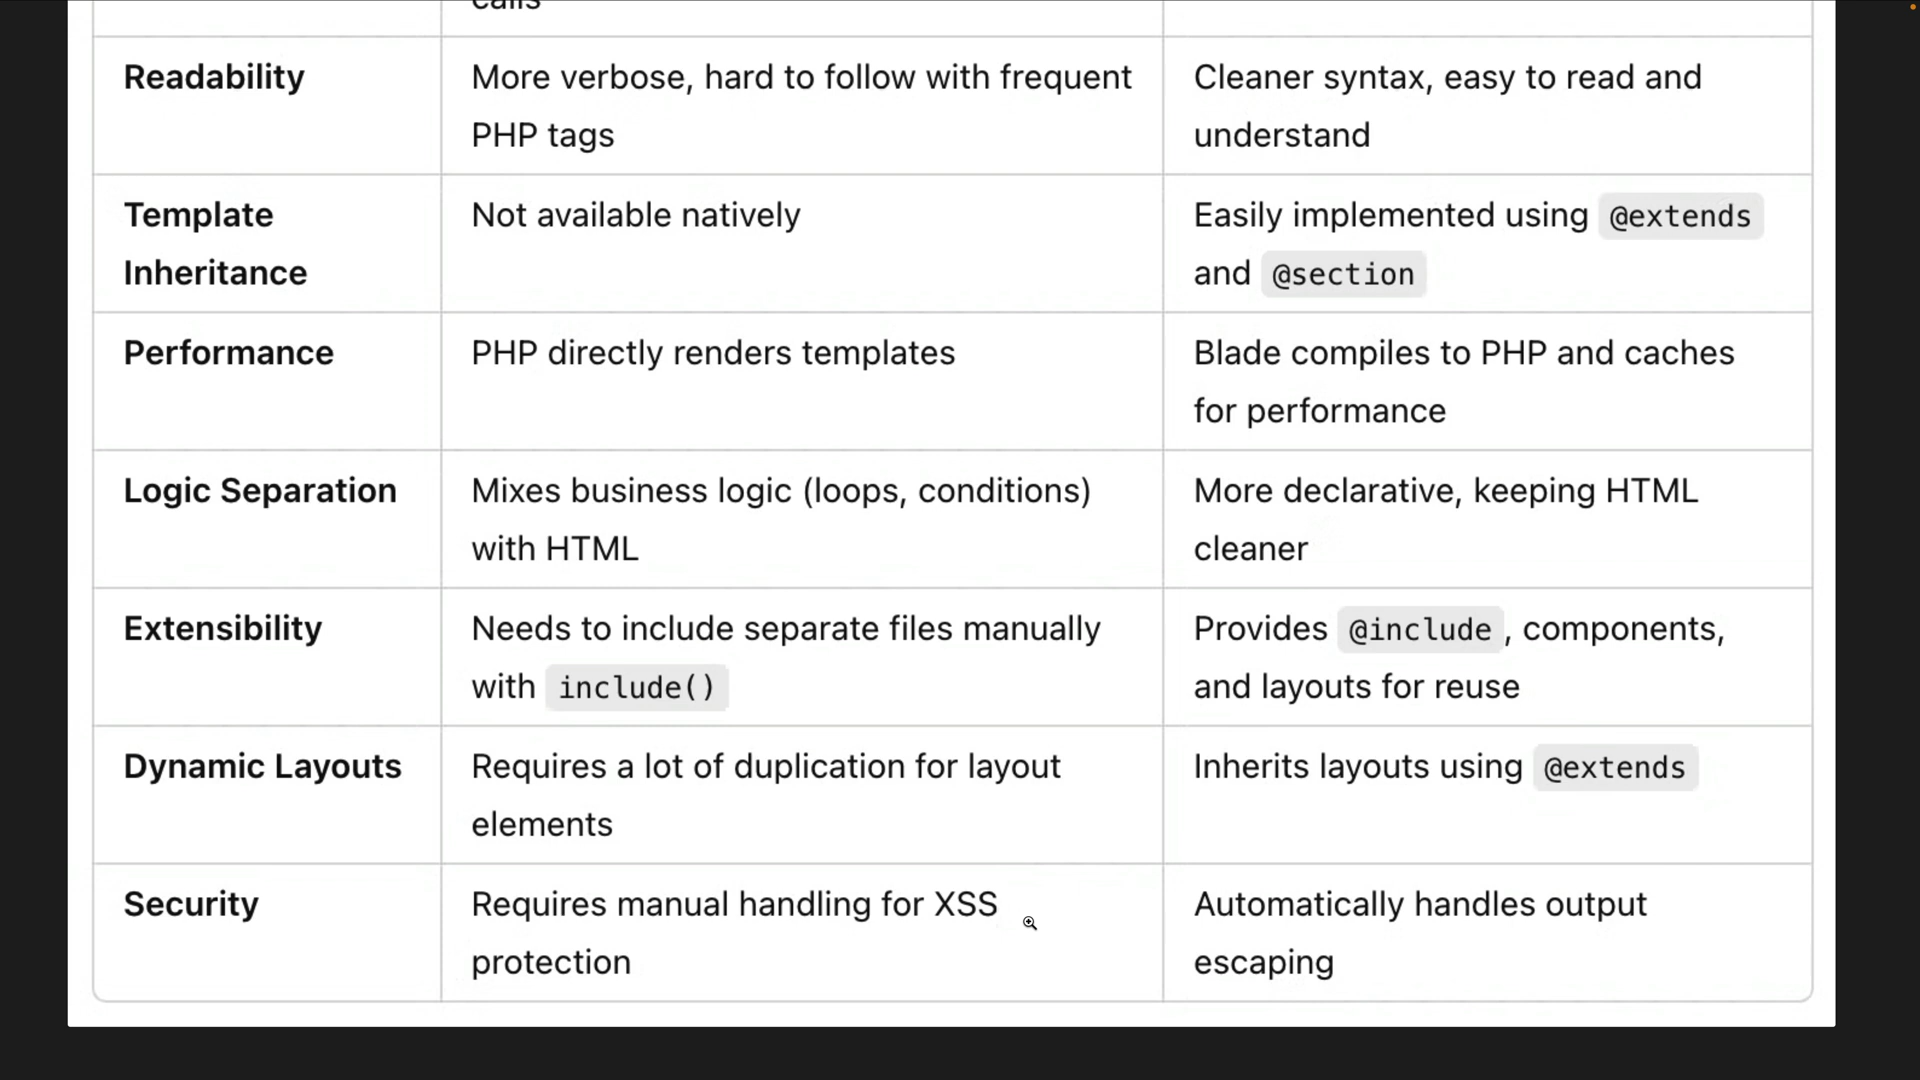 calls
Readability
More verbose, hard to follow with frequent
PHP tags
Cleaner syntax, easy to read and
understand
Template
Inheritance
Not available natively
Easily implemented using @extends
and @section
Performance
PHP directly renders templates
Blade compiles to PHP and caches
for performance
Logic Separation
Mixes business logic (loops, conditions)
with HTML
More declarative, keeping HTML
cleaner
Extensibility
Needs to include separate files manually
with include()
Provides @include, components,
and layouts for reuse
Dynamic Layouts
Requires a lot of duplication for layout
elements
Inherits layouts using @extends
Security
Requires manual handling for XSS
protection
Automatically handles output
escaping